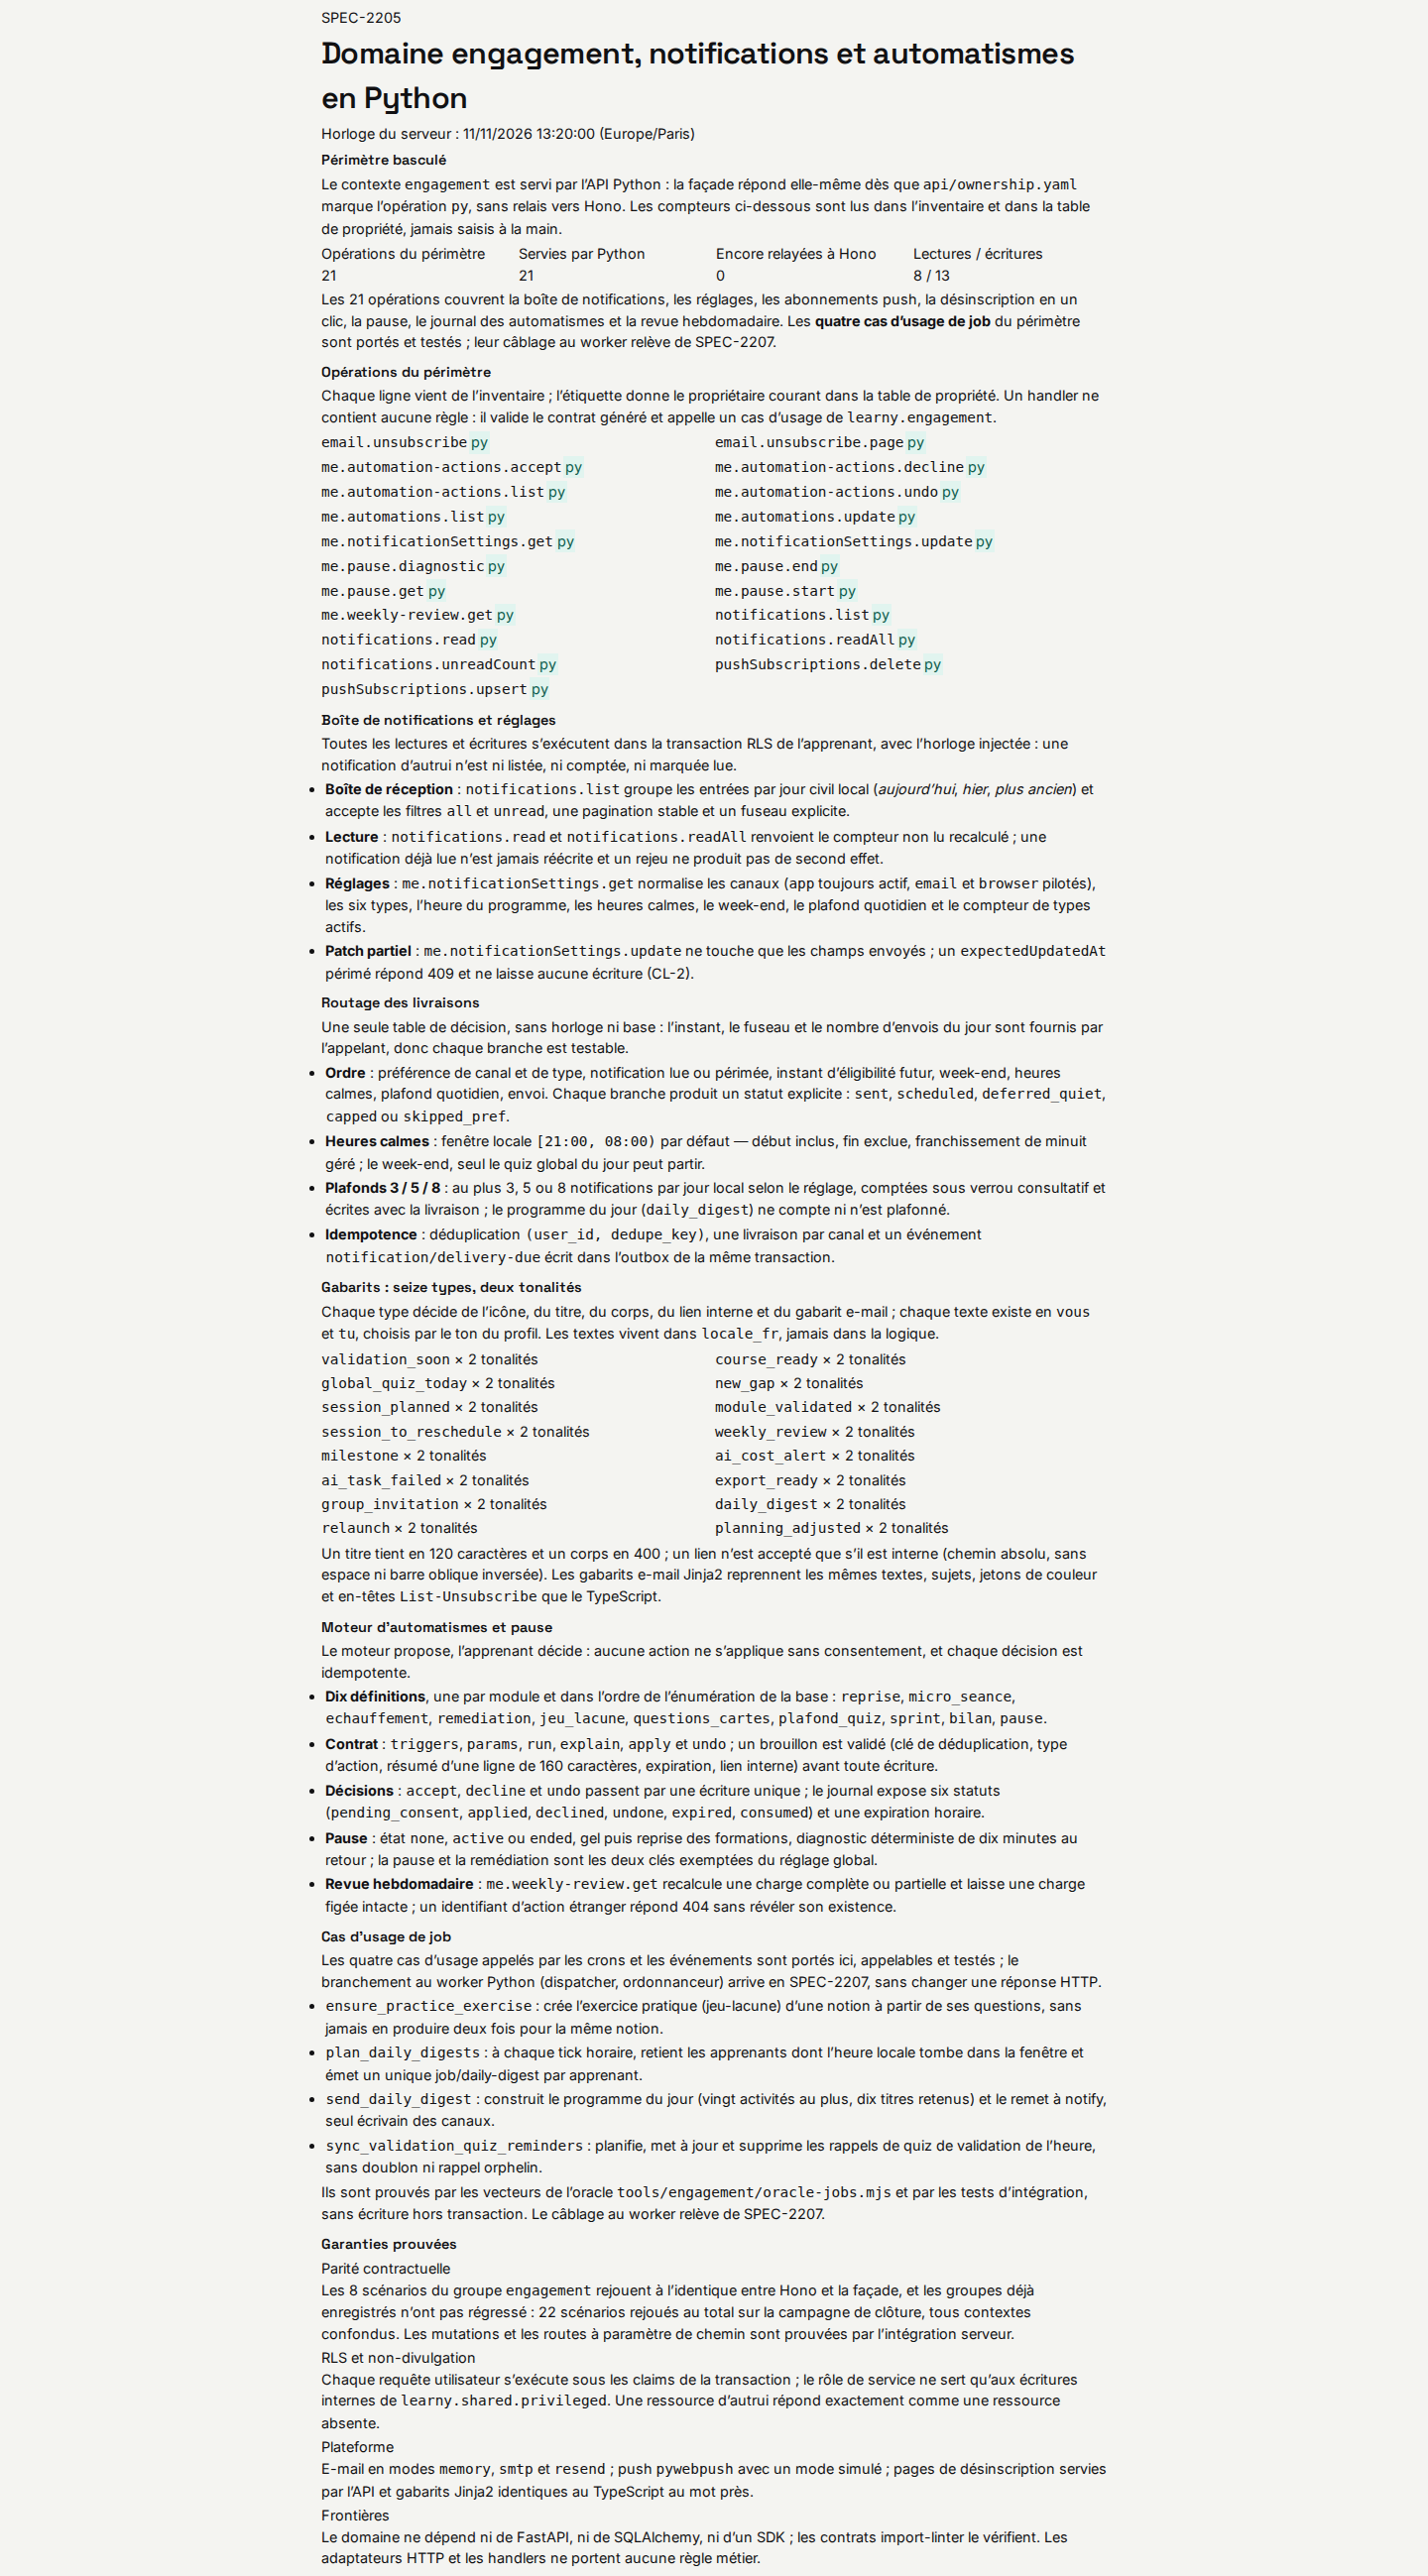 SPEC-2205
Domaine engagement, notifications et automatismes
en Python
Horloge du serveur : 11/11/2026 13:20:00 (Europe/Paris)
Périmètre basculé
Le contexte engagement est servi par l’API Python : la façade répond elle-même dès que api/ownership.yaml
marque l’opération py, sans relais vers Hono. Les compteurs ci-dessous sont lus dans l’inventaire et dans la table
de propriété, jamais saisis à la main.
Opérations du périmètre Servies par Python Encore relayées à Hono Lectures / écritures
21 21 0 8 / 13
Les 21 opérations couvrent la boîte de notifications, les réglages, les abonnements push, la désinscription en un
clic, la pause, le journal des automatismes et la revue hebdomadaire. Les quatre cas d’usage de job du périmètre
sont portés et testés ; leur câblage au worker relève de SPEC-2207.
Opérations du périmètre
Chaque ligne vient de l’inventaire ; l’étiquette donne le propriétaire courant dans la table de propriété. Un handler ne
contient aucune règle : il valide le contrat généré et appelle un cas d’usage de learny.engagement.
email.unsubscribe py email.unsubscribe.page py
me.automation-actions.accept py me.automation-actions.decline py
me.automation-actions.list py me.automation-actions.undo py
me.automations.list py me.automations.update py
me.notificationSettings.get py me.notificationSettings.update py
me.pause.diagnostic py me.pause.end py
me.pause.get py me.pause.start py
me.weekly-review.get py notifications.list py
notifications.read py notifications.readAll py
notifications.unreadCount py pushSubscriptions.delete py
pushSubscriptions.upsert py
Boîte de notifications et réglages
Toutes les lectures et écritures s’exécutent dans la transaction RLS de l’apprenant, avec l’horloge injectée : une
notification d’autrui n’est ni listée, ni comptée, ni marquée lue.
• Boîte de réception : notifications.list groupe les entrées par jour civil local (aujourd’hui, hier, plus ancien) et
accepte les filtres all et unread, une pagination stable et un fuseau explicite.
• Lecture : notifications.read et notifications.readAll renvoient le compteur non lu recalculé ; une
notification déjà lue n’est jamais réécrite et un rejeu ne produit pas de second effet.
• Réglages : me.notificationSettings.get normalise les canaux (app toujours actif, email et browser pilotés),
les six types, l’heure du programme, les heures calmes, le week-end, le plafond quotidien et le compteur de types
actifs.
• Patch partiel : me.notificationSettings.update ne touche que les champs envoyés ; un expectedUpdatedAt
périmé répond 409 et ne laisse aucune écriture (CL-2).
Routage des livraisons
Une seule table de décision, sans horloge ni base : l’instant, le fuseau et le nombre d’envois du jour sont fournis par
l’appelant, donc chaque branche est testable.
• Ordre : préférence de canal et de type, notification lue ou périmée, instant d’éligibilité futur, week-end, heures
calmes, plafond quotidien, envoi. Chaque branche produit un statut explicite : sent, scheduled, deferred_quiet,
capped ou skipped_pref.
• Heures calmes : fenêtre locale [21:00, 08:00) par défaut — début inclus, fin exclue, franchissement de minuit
géré ; le week-end, seul le quiz global du jour peut partir.
• Plafonds 3 / 5 / 8 : au plus 3, 5 ou 8 notifications par jour local selon le réglage, comptées sous verrou consultatif et
écrites avec la livraison ; le programme du jour (daily_digest) ne compte ni n’est plafonné.
• Idempotence : déduplication (user_id, dedupe_key), une livraison par canal et un événement
notification/delivery-due écrit dans l’outbox de la même transaction.
Gabarits : seize types, deux tonalités
Chaque type décide de l’icône, du titre, du corps, du lien interne et du gabarit e-mail ; chaque texte existe en vous
et tu, choisis par le ton du profil. Les textes vivent dans locale_fr, jamais dans la logique.
validation_soon × 2 tonalités course_ready × 2 tonalités
global_quiz_today × 2 tonalités new_gap × 2 tonalités
session_planned × 2 tonalités module_validated × 2 tonalités
session_to_reschedule × 2 tonalités weekly_review × 2 tonalités
milestone × 2 tonalités ai_cost_alert × 2 tonalités
ai_task_failed × 2 tonalités export_ready × 2 tonalités
group_invitation × 2 tonalités daily_digest × 2 tonalités
relaunch × 2 tonalités planning_adjusted × 2 tonalités
Un titre tient en 120 caractères et un corps en 400 ; un lien n’est accepté que s’il est interne (chemin absolu, sans
espace ni barre oblique inversée). Les gabarits e-mail Jinja2 reprennent les mêmes textes, sujets, jetons de couleur
et en-têtes List-Unsubscribe que le TypeScript.
Moteur d’automatismes et pause
Le moteur propose, l’apprenant décide : aucune action ne s’applique sans consentement, et chaque décision est
idempotente.
• Dix définitions, une par module et dans l’ordre de l’énumération de la base : reprise, micro_seance,
echauffement, remediation, jeu_lacune, questions_cartes, plafond_quiz, sprint, bilan, pause.
• Contrat : triggers, params, run, explain, apply et undo ; un brouillon est validé (clé de déduplication, type
d’action, résumé d’une ligne de 160 caractères, expiration, lien interne) avant toute écriture.
• Décisions : accept, decline et undo passent par une écriture unique ; le journal expose six statuts
(pending_consent, applied, declined, undone, expired, consumed) et une expiration horaire.
• Pause : état none, active ou ended, gel puis reprise des formations, diagnostic déterministe de dix minutes au
retour ; la pause et la remédiation sont les deux clés exemptées du réglage global.
• Revue hebdomadaire : me.weekly-review.get recalcule une charge complète ou partielle et laisse une charge
figée intacte ; un identifiant d’action étranger répond 404 sans révéler son existence.
Cas d’usage de job
Les quatre cas d’usage appelés par les crons et les événements sont portés ici, appelables et testés ; le
branchement au worker Python (dispatcher, ordonnanceur) arrive en SPEC-2207, sans changer une réponse HTTP.
• ensure_practice_exercise : crée l’exercice pratique (jeu-lacune) d’une notion à partir de ses questions, sans
jamais en produire deux fois pour la même notion.
• plan_daily_digests : à chaque tick horaire, retient les apprenants dont l’heure locale tombe dans la fenêtre et
émet un unique job/daily-digest par apprenant.
• send_daily_digest : construit le programme du jour (vingt activités au plus, dix titres retenus) et le remet à notify,
seul écrivain des canaux.
• sync_validation_quiz_reminders : planifie, met à jour et supprime les rappels de quiz de validation de l’heure,
sans doublon ni rappel orphelin.
Ils sont prouvés par les vecteurs de l’oracle tools/engagement/oracle-jobs.mjs et par les tests d’intégration,
sans écriture hors transaction. Le câblage au worker relève de SPEC-2207.
Garanties prouvées
Parité contractuelle
Les 8 scénarios du groupe engagement rejouent à l’identique entre Hono et la façade, et les groupes déjà
enregistrés n’ont pas régressé : 22 scénarios rejoués au total sur la campagne de clôture, tous contextes
confondus. Les mutations et les routes à paramètre de chemin sont prouvées par l’intégration serveur.
RLS et non-divulgation
Chaque requête utilisateur s’exécute sous les claims de la transaction ; le rôle de service ne sert qu’aux écritures
internes de learny.shared.privileged. Une ressource d’autrui répond exactement comme une ressource
absente.
Plateforme
E-mail en modes memory, smtp et resend ; push pywebpush avec un mode simulé ; pages de désinscription servies
par l’API et gabarits Jinja2 identiques au TypeScript au mot près.
Frontières
Le domaine ne dépend ni de FastAPI, ni de SQLAlchemy, ni d’un SDK ; les contrats import-linter le vérifient. Les
adaptateurs HTTP et les handlers ne portent aucune règle métier.